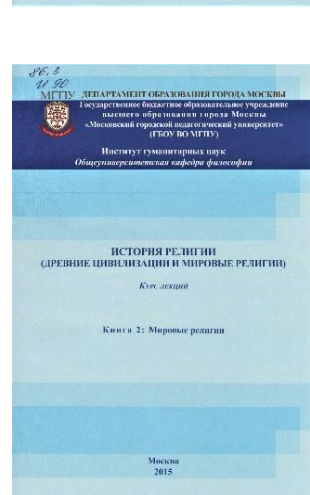 86.3
И 90
МГПУ ДЕПАРТАМЕНТ ОБРАЗОВАНИЯ ГОРОДА МОСКВЫ
Государственное бюджетное образовательное учреждение
высшего образования города Москвы
«Московский городской педагогический университет»
(ГБОУ ВО МГПУ)
Институт гуманитарных наук
Общеуниверситетская кафедра философии
ИСТОРИЯ РЕЛИГИИ
(ДРЕВНИЕ ЦИВИЛИЗАЦИИ И МИРОВЫЕ РЕЛИГИИ)
Курс лекций
Книга 2: Мировые религии
Москва
2015